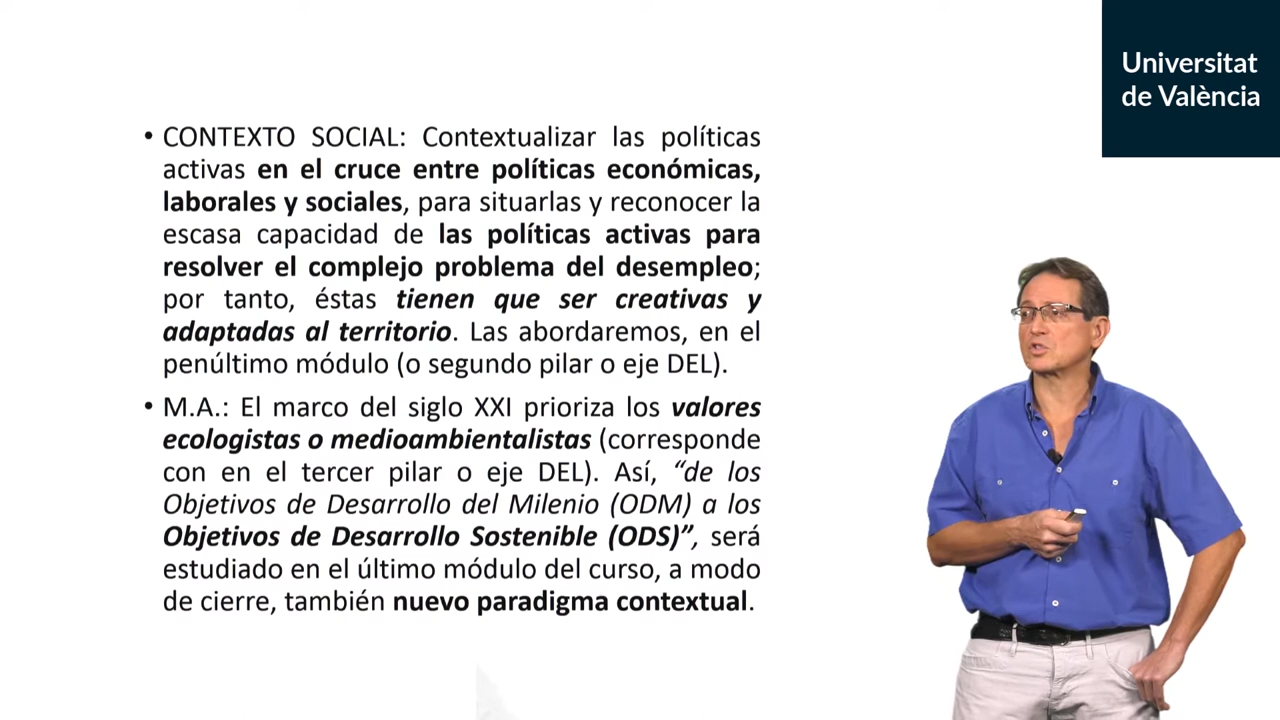 Universitat
de València
• CONTEXTO SOCIAL: Contextualizar las políticas
activas en el cruce entre políticas económicas,
laborales y sociales, para situarlas y reconocer la
escasa capacidad de las políticas activas para
resolver el complejo problema del desempleo;
por tanto, éstas tienen que ser creativas y
adaptadas al territorio. Las abordaremos, en el
penúltimo módulo (o segundo pilar o eje DEL).
• M.A.: El marco del siglo XXI prioriza los valores
ecologistas o medioambientalistas (corresponde
con en el tercer pilar o eje DEL). Así, “de los
Objetivos de Desarrollo del Milenio (ODM) a los
Objetivos de Desarrollo Sostenible (ODS)”, será
estudiado en el último módulo del curso, a modo
de cierre, también nuevo paradigma contextual.